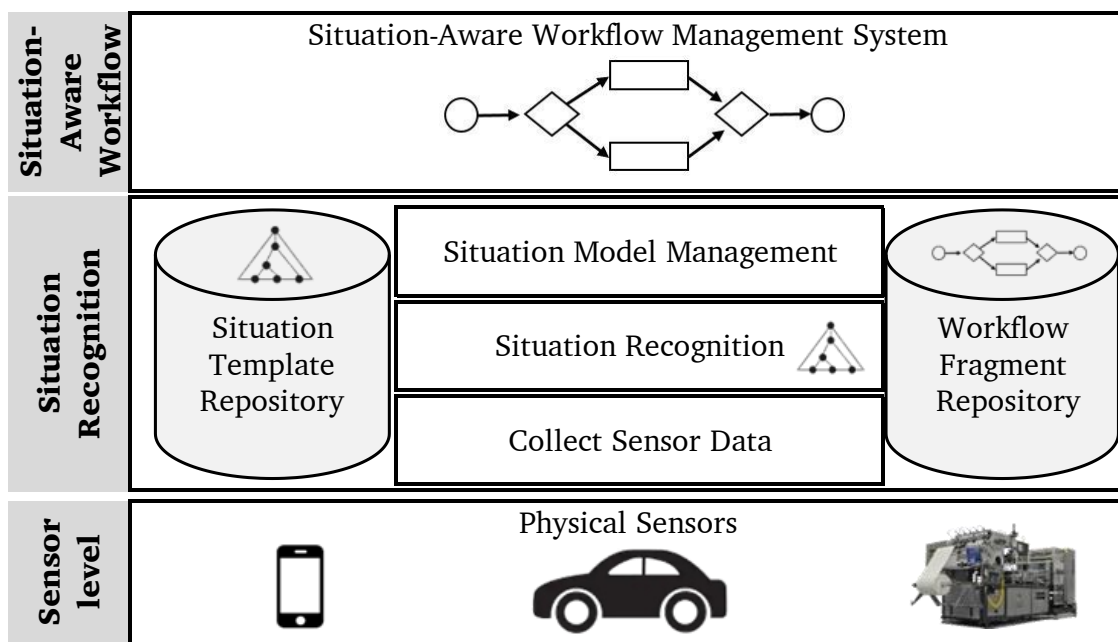 Situation-
Aware
Workflow
Situation-Aware Workflow Management System
Situation
Recognition
Situation
Template
Repository
Situation Model Management
Situation Recognition
Collect Sensor Data
Workflow
Fragment
Repository
Sensor
level
Physical Sensors